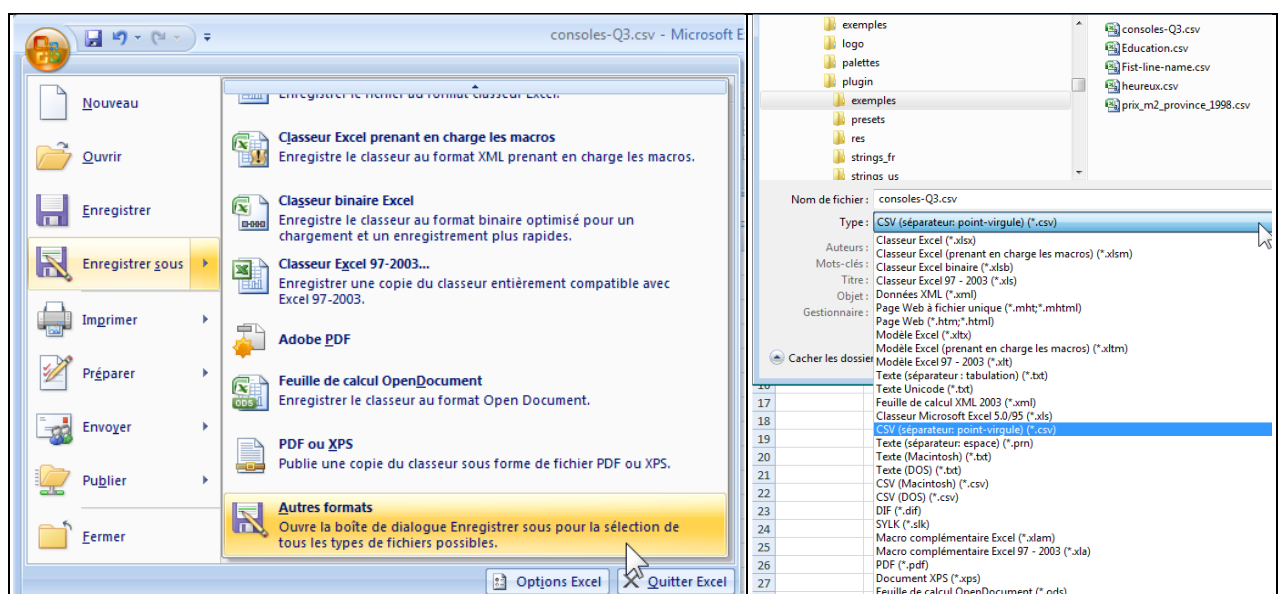 consoles-Q3.csv - Microsoft E
Nouveau
Ouvrir
Enregistrer
Enregistrer sous
Imprimer
Préparer
Envoyer
Publier
Fermer
Enregistrer le fichier au format classeur Excel.
Classeur Excel prenant en charge les macros
Enregistre le classeur au format XML prenant en charge les macros.
Classeur binaire Excel
Enregistre le classeur au format binaire optimisé pour un
chargement et un enregistrement plus rapides.
Classeur Excel 97-2003...
Enregistrer une copie du classeur entièrement compatible avec
Excel 97-2003.
Adobe PDF
Feuille de calcul OpenDocument
Enregistrer le classeur au format Open Document.
PDF ou XPS
Publie une copie du classeur sous forme de fichier PDF ou XPS.
Autres formats
Ouvre la boîte de dialogue Enregistrer sous pour la sélection de
tous les types de fichiers possibles.
Options Excel
Quitter Excel
exemples
logo
palettes
plugin
exemples
presets
res
strings_fr
strings_us
consoles-Q3.csv
Education.csv
Fist-line-name.csv
heureux.csv
prix_m2_province_1998.csv
Nom de fichier : consoles-Q3.csv
Type : CSV (séparateur: point-virgule) (*.csv)
Auteurs :
Mots-clés :
Titre :
Objet :
Gestionnaire :
Cacher les dossier
Classeur Excel (*.xlsx)
Classeur Excel (prenant en charge les macros) (*.xlsm)
Classeur Excel binaire (*.xlsb)
Classeur Excel 97 - 2003 (*.xls)
Données XML (*.xml)
Page Web à fichier unique (*.mht;*.mhtml)
Page Web (*.htm;*.html)
Modèle Excel (*.xltx)
Modèle Excel (prenant en charge les macros) (*.xltm)
Modèle Excel 97 - 2003 (*.xlt)
Texte (séparateur : tabulation) (*.txt)
Texte Unicode (*.txt)
Feuille de calcul XML 2003 (*.xml)
Classeur Microsoft Excel 5.0/95 (*.xls)
CSV (séparateur: point-virgule) (*.csv)
Texte (séparateur: espace) (*.prn)
Texte (Macintosh) (*.txt)
Texte (DOS) (*.txt)
CSV (Macintosh) (*.csv)
CSV (DOS) (*.csv)
DIF (*.dif)
SYLK (*.slk)
Macro complémentaire Excel (*.xlam)
Macro complémentaire Excel 97 - 2003 (*.xla)
PDF (*.pdf)
Document XPS (*.xps)
Feuille de calcul OpenDocument (*.ods)
16
17
18
19
20
21
22
23
24
25
26
27